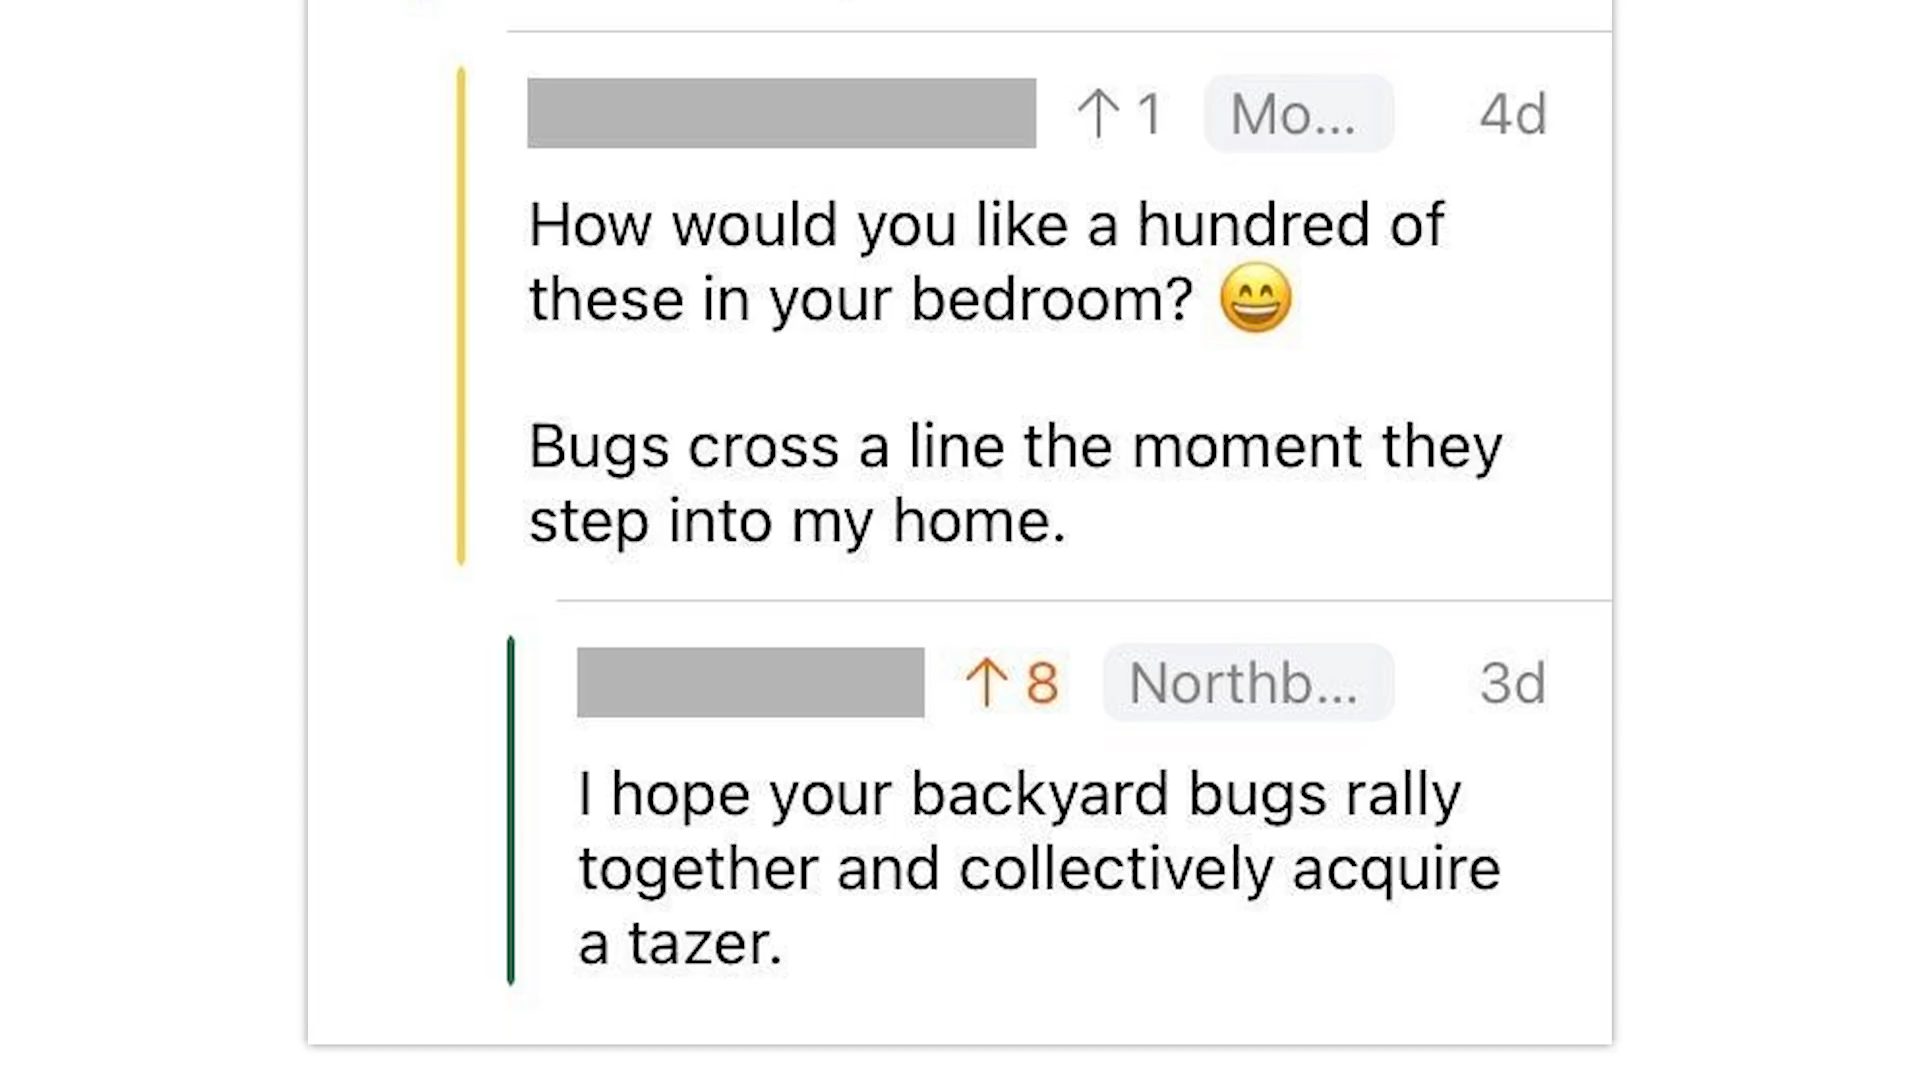 ↑ 1 Mo... 4d
How would you like a hundred of
these in your bedroom? 😄
Bugs cross a line the moment they
step into my home.
↑ 8 Northb... 3d
I hope your backyard bugs rally
together and collectively acquire
a tazer.